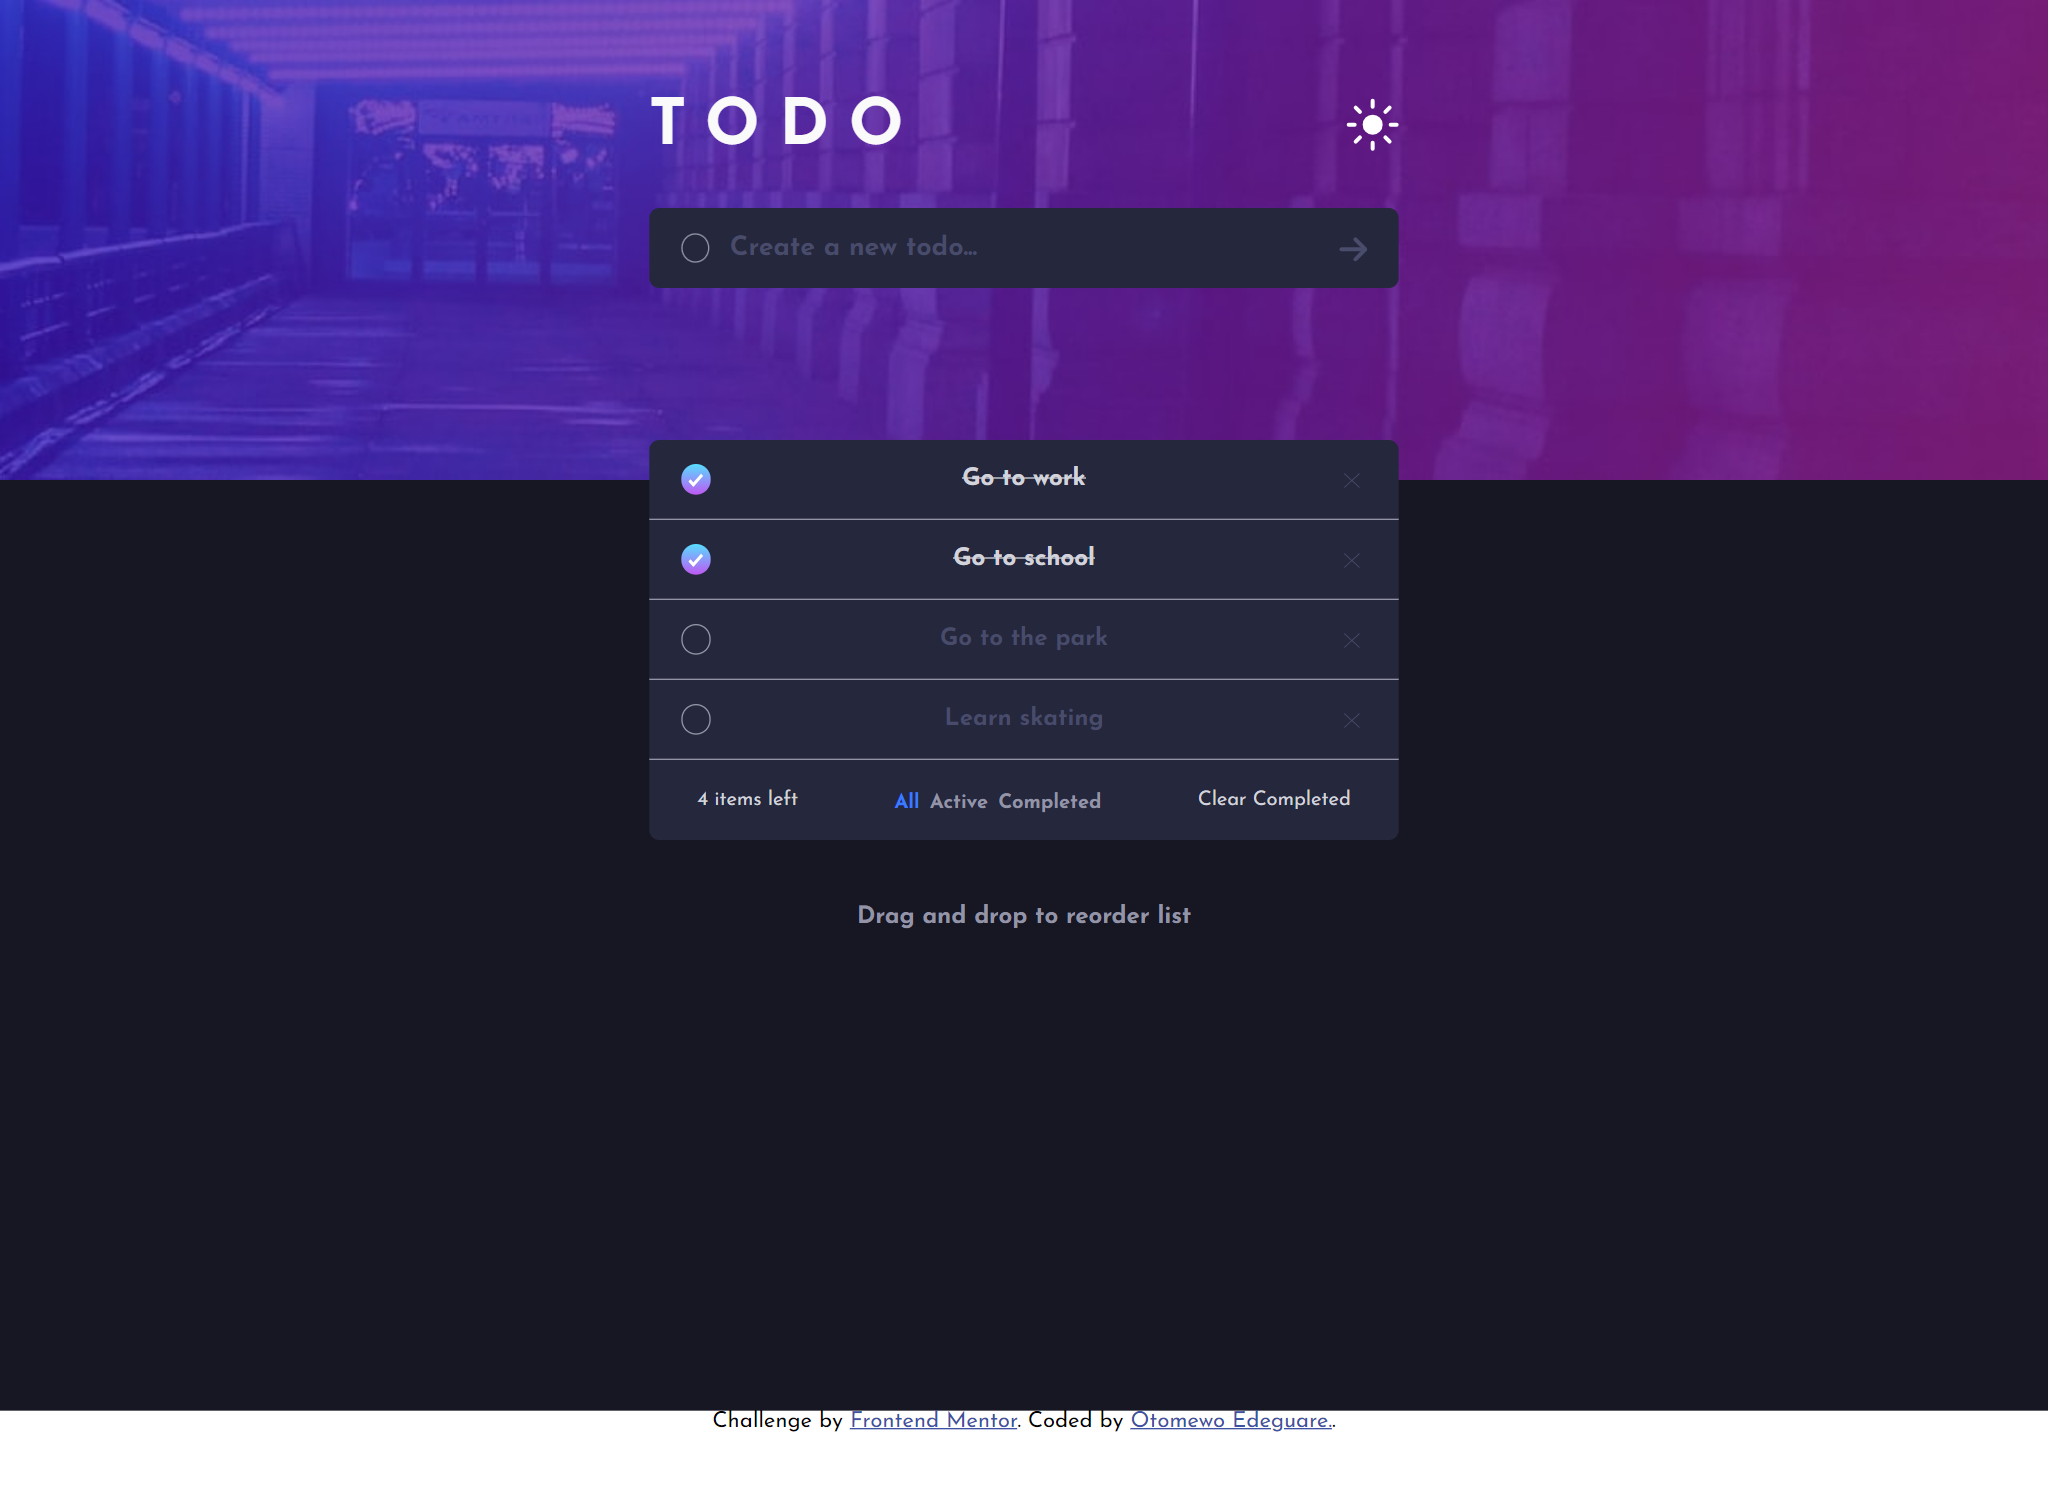 TODO
Create a new todo...
Go to work
Go to school
Go to the park
Learn skating
4 items left All Active Completed Clear Completed
Drag and drop to reorder list
Challenge by Frontend Mentor. Coded by Otomewo Edeguare..